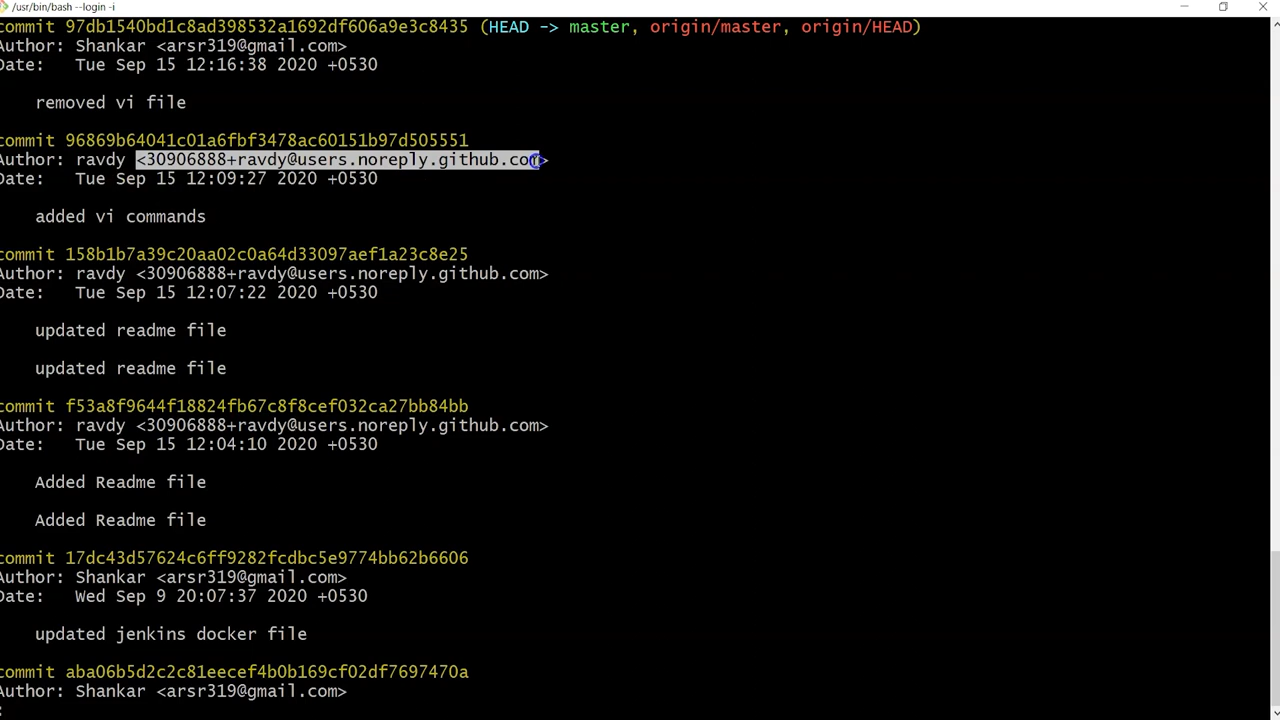 /usr/bin/bash --login -i
commit 97db1540bd1c8ad398532a1692df606a9e3c8435 (HEAD -> master, origin/master, origin/HEAD)
Author: Shankar <arsr319@gmail.com>
Date:   Tue Sep 15 12:16:38 2020 +0530
removed vi file
commit 96869b64041c01a6fbf3478ac60151b97d505551
Author: ravdy <30906888+ravdy@users.noreply.github.com>
Date:   Tue Sep 15 12:09:27 2020 +0530
added vi commands
commit 158b1b7a39c20aa02c0a64d33097aef1a23c8e25
Author: ravdy <30906888+ravdy@users.noreply.github.com>
Date:   Tue Sep 15 12:07:22 2020 +0530
updated readme file
updated readme file
commit f53a8f9644f18824fb67c8f8cef032ca27bb84bb
Author: ravdy <30906888+ravdy@users.noreply.github.com>
Date:   Tue Sep 15 12:04:10 2020 +0530
Added Readme file
Added Readme file
commit 17dc43d57624c6ff9282fcdbc5e9774bb62b6606
Author: Shankar <arsr319@gmail.com>
Date:   Wed Sep 9 20:07:37 2020 +0530
updated jenkins docker file
commit aba06b5d2c2c81eecef4b0b169cf02df7697470a
Author: Shankar <arsr319@gmail.com>
: